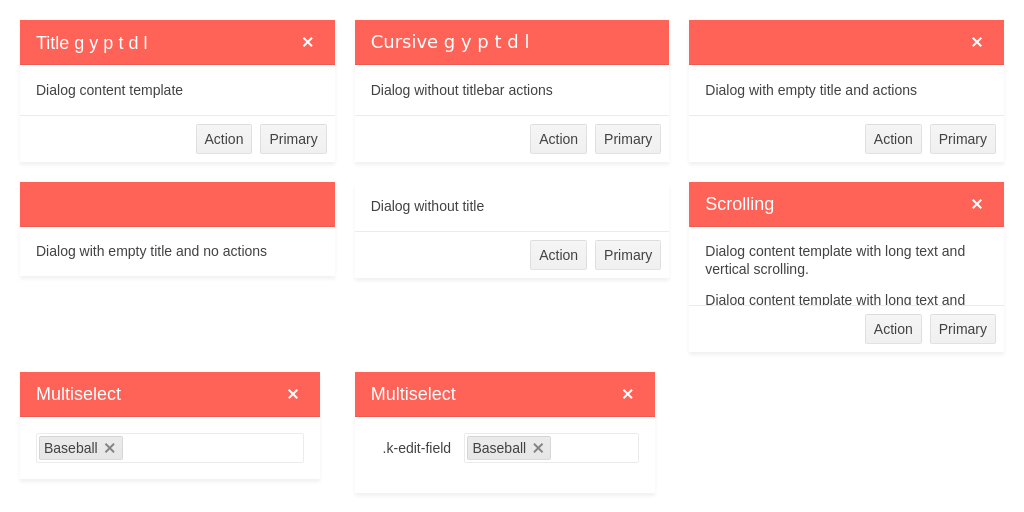 Title g y p t d l
Dialog content template
Action Primary
Cursive g y p t d l
Dialog without titlebar actions
Action Primary
Dialog with empty title and actions
Action Primary
Dialog with empty title and no actions
Dialog without title
Action Primary
Scrolling
Dialog content template with long text and
vertical scrolling.
Dialog content template with long text and
Action Primary
Multiselect
Baseball
Multiselect
.k-edit-field Baseball